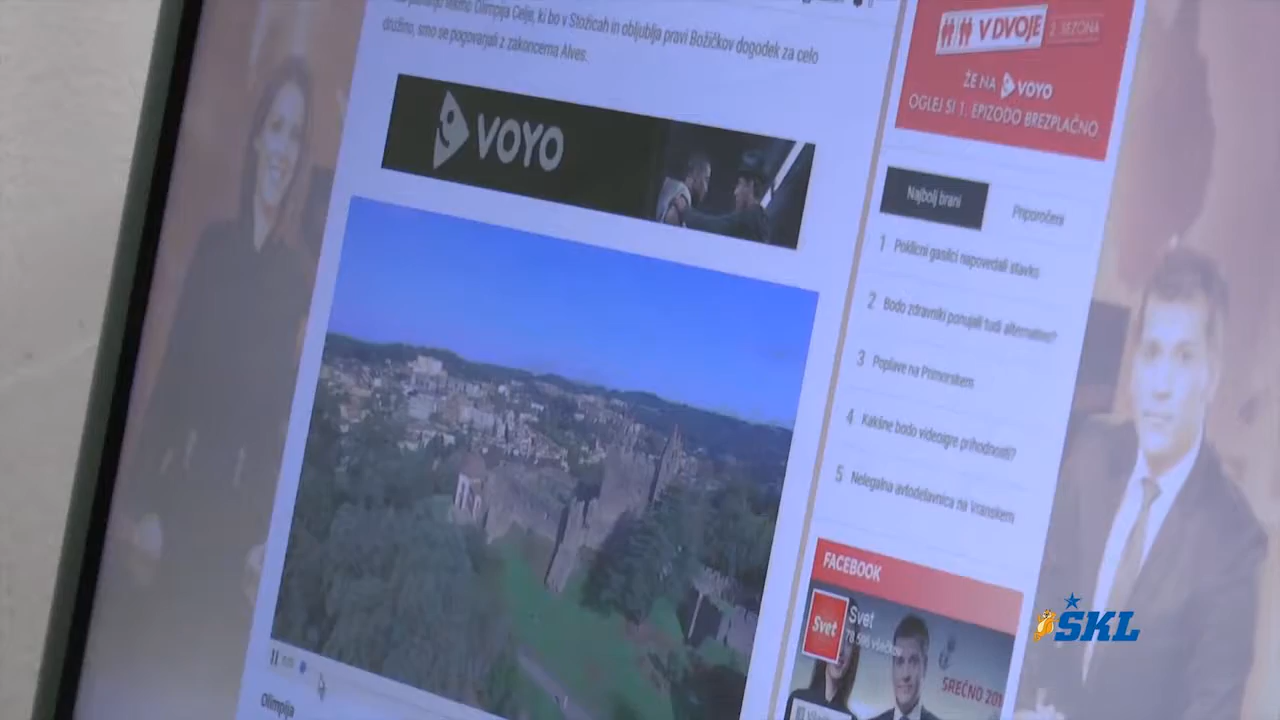 Olimpija Celje, ki bo v Stožicah in obljublja pravi Božičkov dogodek za celo
družino, smo se pogovarjali z zakoncema Alves.
VOYO
V DVOJE 2. SEZONA
ŽE NA VOYO
OGLEJ SI 1. EPIZODO BREZPLAČNO
Najbolj brani
Priporočeni
1 Poklicni gasilci napovedali stavko
2 Bodo zdravniki ponujali tudi alternativo?
3 Poplave na Primorskem
4 Kakšne bodo videoigre prihodnosti?
5 Nelegalna avtodelavnica na Vranskem
FACEBOOK
Svet
Svet
SREČNO 201
Olimpija
ŠKL